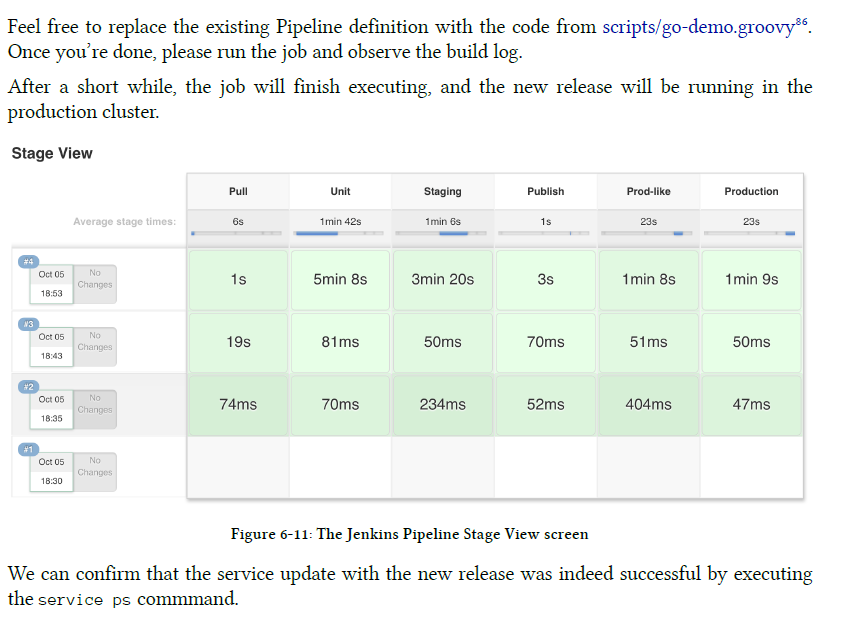 Feel free to replace the existing Pipeline definition with the code from scripts/go-demo.groovy⁸⁶.
Once you’re done, please run the job and observe the build log.
After a short while, the job will finish executing, and the new release will be running in the
production cluster.
Stage View
Pull Unit Staging Publish Prod-like Production
Average stage times: 6s 1min 42s 1min 6s 1s 23s 23s
#4
Oct 05 No
Changes
18:53
1s 5min 8s 3min 20s 3s 1min 8s 1min 9s
#3
Oct 05 No
Changes
18:43
19s 81ms 50ms 70ms 51ms 50ms
#2
Oct 05 No
Changes
18:35
74ms 70ms 234ms 52ms 404ms 47ms
#1
Oct 05 No
Changes
18:30
Figure 6-11: The Jenkins Pipeline Stage View screen
We can confirm that the service update with the new release was indeed successful by executing
the service ps commmand.